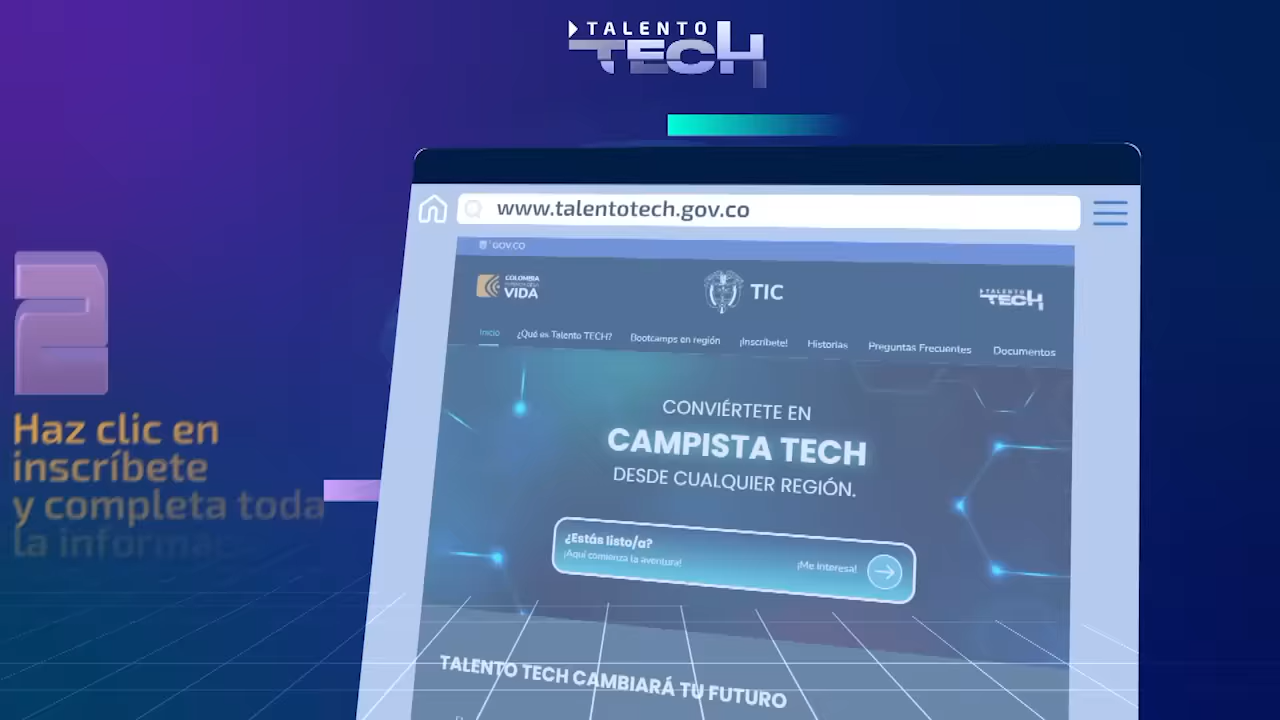 TALENTO
TECH
www.talentotech.gov.co
GOV.CO
COLOMBIA
VIDA
TIC
TALENTO
TECH
Inicio
¿Qué es Talento TECH?
Bootcamps en región
¡Inscríbete!
Historias
Preguntas Frecuentes
Documentos
2
Haz clic en
inscríbete
y completa toda
la informac
CONVIÉRTETE EN
CAMPISTA TECH
DESDE CUALQUIER REGIÓN.
¿Estás listo/a?
¡Aquí comienza la aventura!
¡Me interesa!
TALENTO TECH CAMBIARÁ TU FUTURO